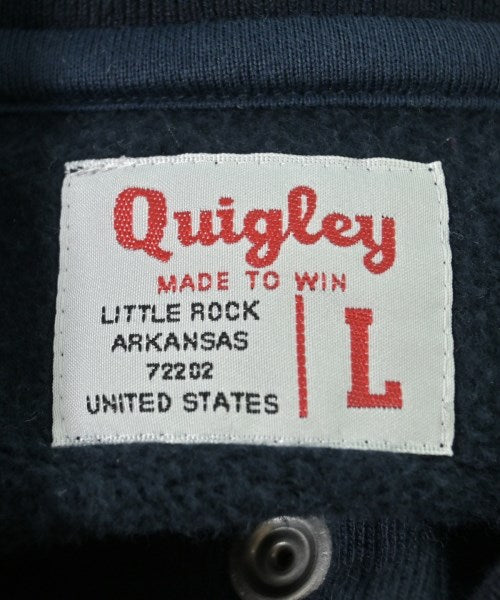 Quigley
MADE TO WIN
LITTLE ROCK
ARKANSAS
72202
UNITED STATES
L